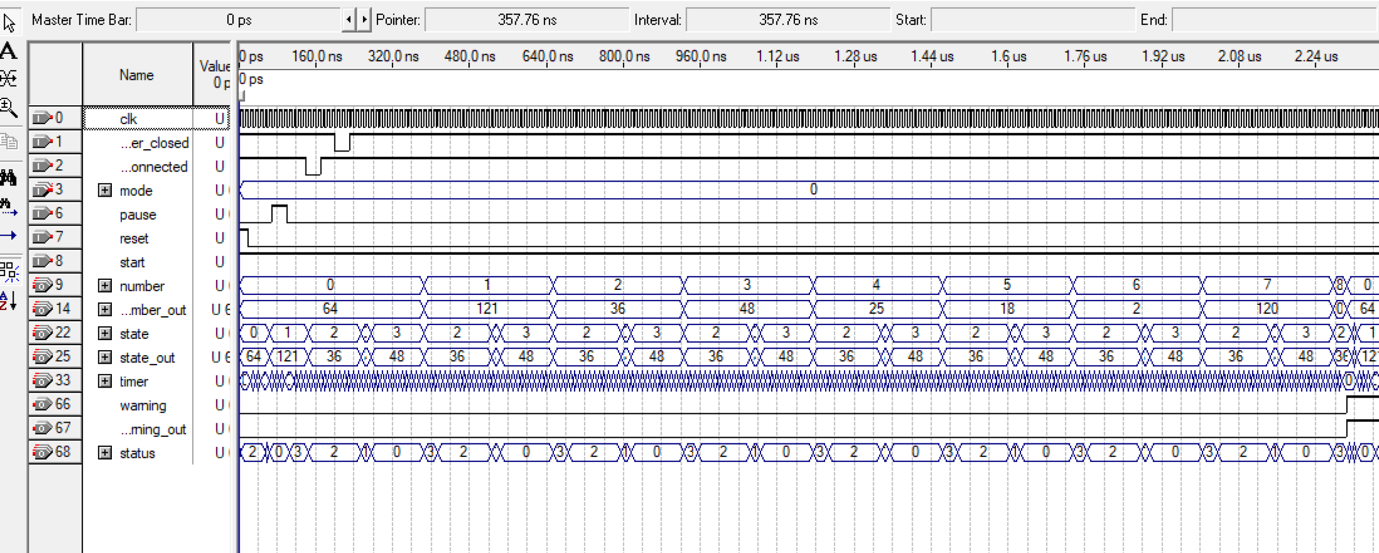 Master Time Bar: 0 ps Pointer: 357.76 ns Interval: 357.76 ns Start: End:
Name Value 0 p
0 ps 160.0 ns 320.0 ns 480.0 ns 640.0 ns 800.0 ns 960.0 ns 1.12 us 1.28 us 1.44 us 1.6 us 1.76 us 1.92 us 2.08 us 2.24 us
0 ps
0 clk U
1 ...er_closed U
2 ...onnected U
3 mode U 0
6 pause U
7 reset U
8 start U
9 number U 0 1 2 3 4 5 6 7 8 0
14 ...mber_out U 6 64 121 36 48 25 18 2 120 0 64
22 state U 0 1 2 3 2 3 2 3 2 3 2 3 2 3 2 3 2 3 2 1
25 state_out U 6 64 121 36 48 36 48 36 48 36 48 36 48 36 48 36 48 36 48 36 12
33 timer U 0
66 warning U
67 ...ming_out U
68 status U 2 0 3 2 1 0 3 2 0 3 2 1 0 3 2 1 0 3 2 0 3 2 1 0 3 2 0 3 2 1 0 3 0